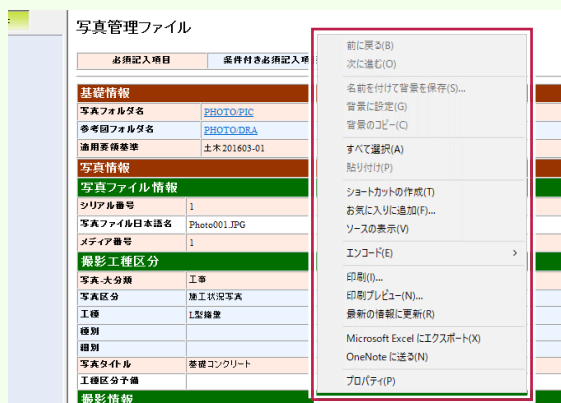 写真管理ファイル
必須記入項目
条件付き必須記入項
基礎情報
写真フォルダ名 PHOTO/PIC
参考図フォルダ名 PHOTO/DRA
適用要領基準 土木201603-01
写真情報
写真ファイル情報
シリアル番号 1
写真ファイル日本語名 Photo001.JPG
メディア番号 1
撮影工種区分
写真-大分類 工事
写真区分 施工状況写真
工種 L型擁壁
種別
細別
写真タイトル 基礎コンクリート
工種区分予備
撮影情報
前に戻る(B)
次に進む(O)
名前を付けて背景を保存(S)...
背景に設定(G)
背景のコピー(C)
すべて選択(A)
貼り付け(P)
ショートカットの作成(T)
お気に入りに追加(F)...
ソースの表示(V)
エンコード(E)
印刷(I)...
印刷プレビュー(N)...
最新の情報に更新(R)
Microsoft Excel にエクスポート(X)
OneNote に送る(N)
プロパティ(P)